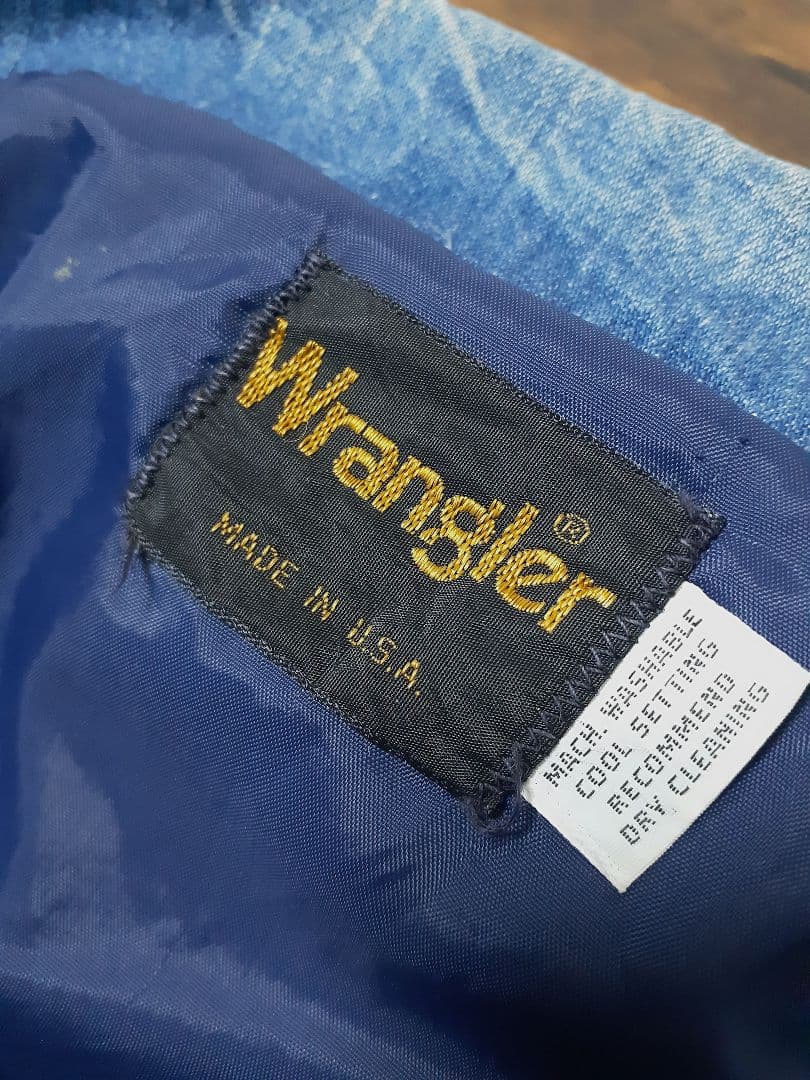 Wrangler®
MADE IN U.S.A.
MACH. WASHABLE
COOL SETTING
RECOMMEND
DRY CLEANING